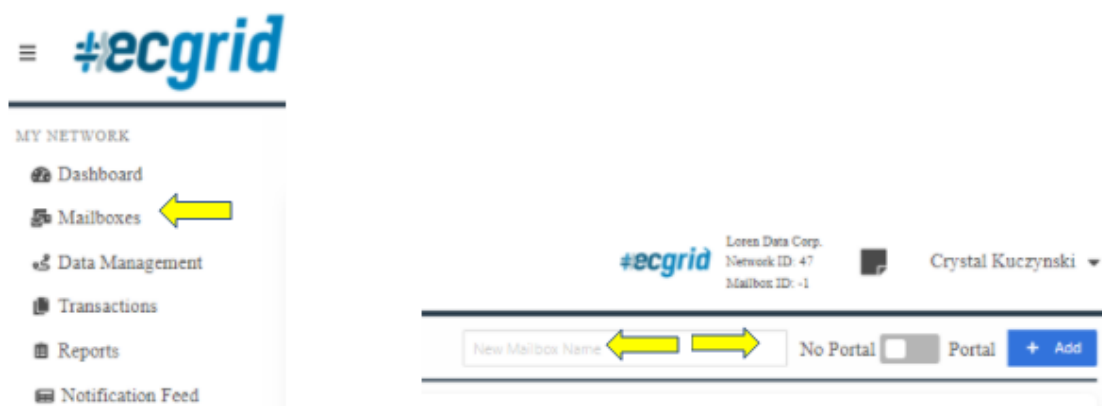 #ecgrid
MY NETWORK
Dashboard
Mailboxes
Data Management
Transactions
Reports
Notification Feed
#ecgrid
Loren Data Corp.
Network ID: 47
Mailbox ID: -1
Crystal Kuczynski
New Mailbox Name
No Portal Portal + Add